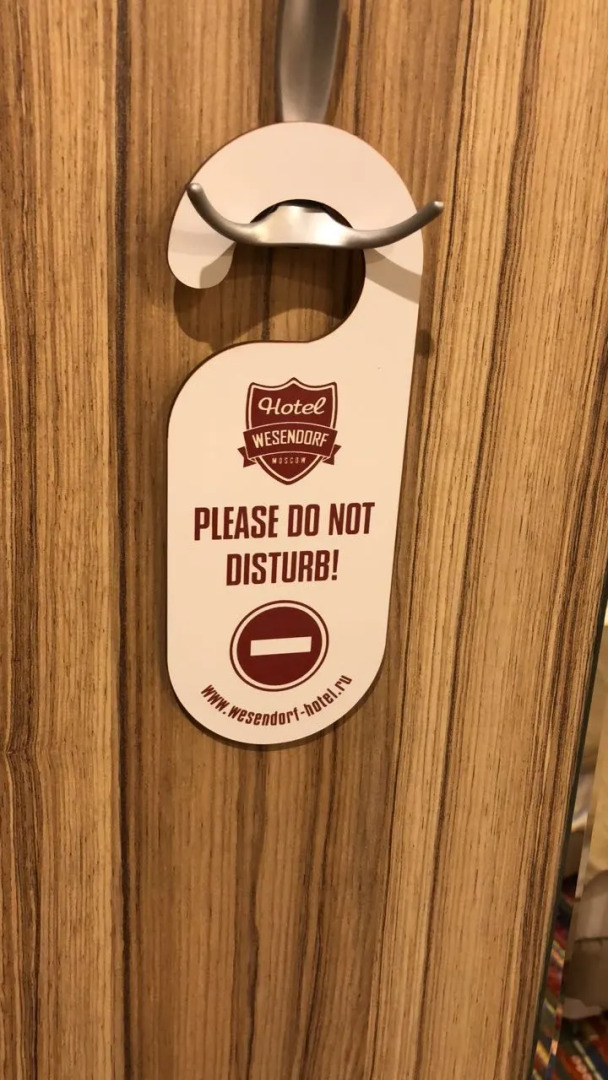 Hotel
WESENDORF
MOSCOW
PLEASE DO NOT
DISTURB!
www.wesendorf-hotel.ru